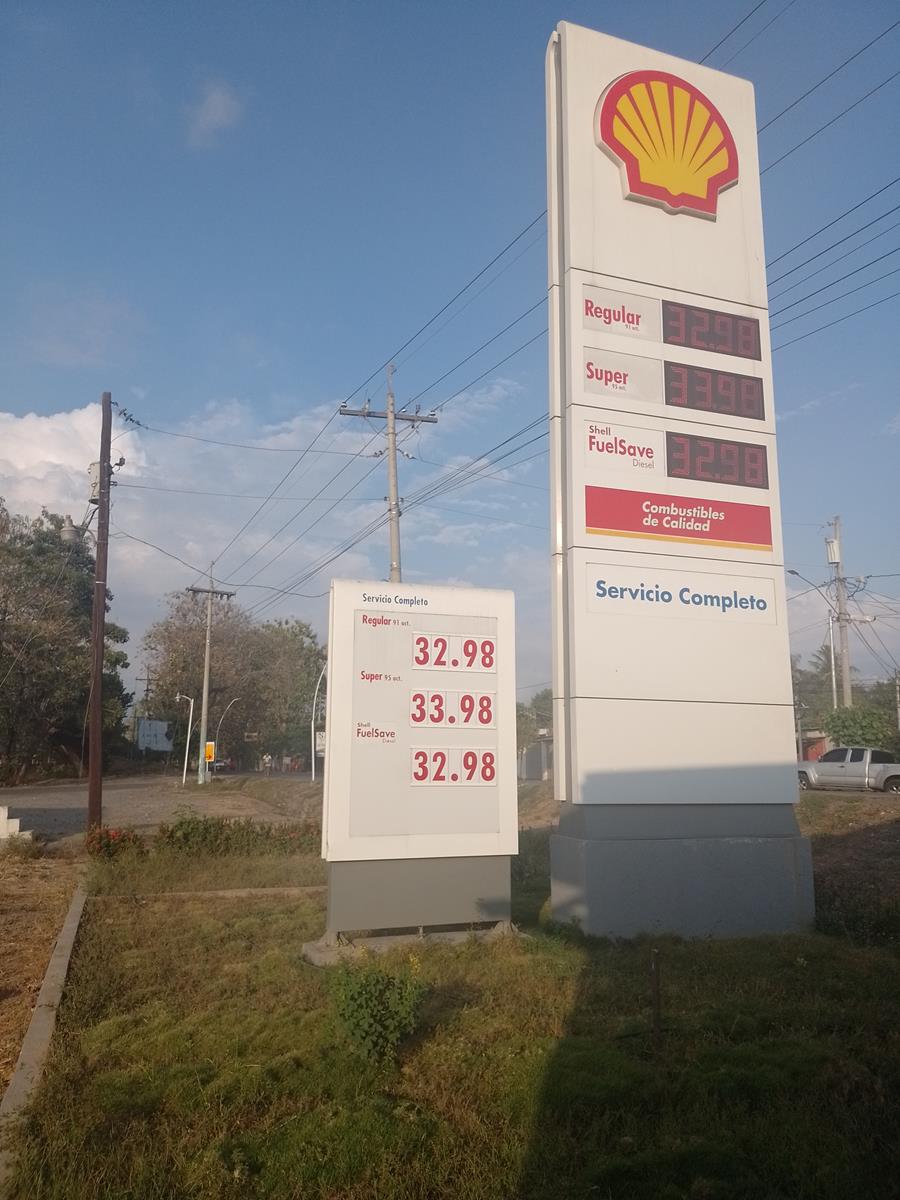 Regular 91 oct. 32.98
Super 95 oct. 33.98
Shell
FuelSave 32.98
Diesel
Combustibles
de Calidad
Servicio Completo
Servicio Completo
Regular 91 oct.
32.98
Super 95 oct.
33.98
Shell
FuelSave
Diesel
32.98